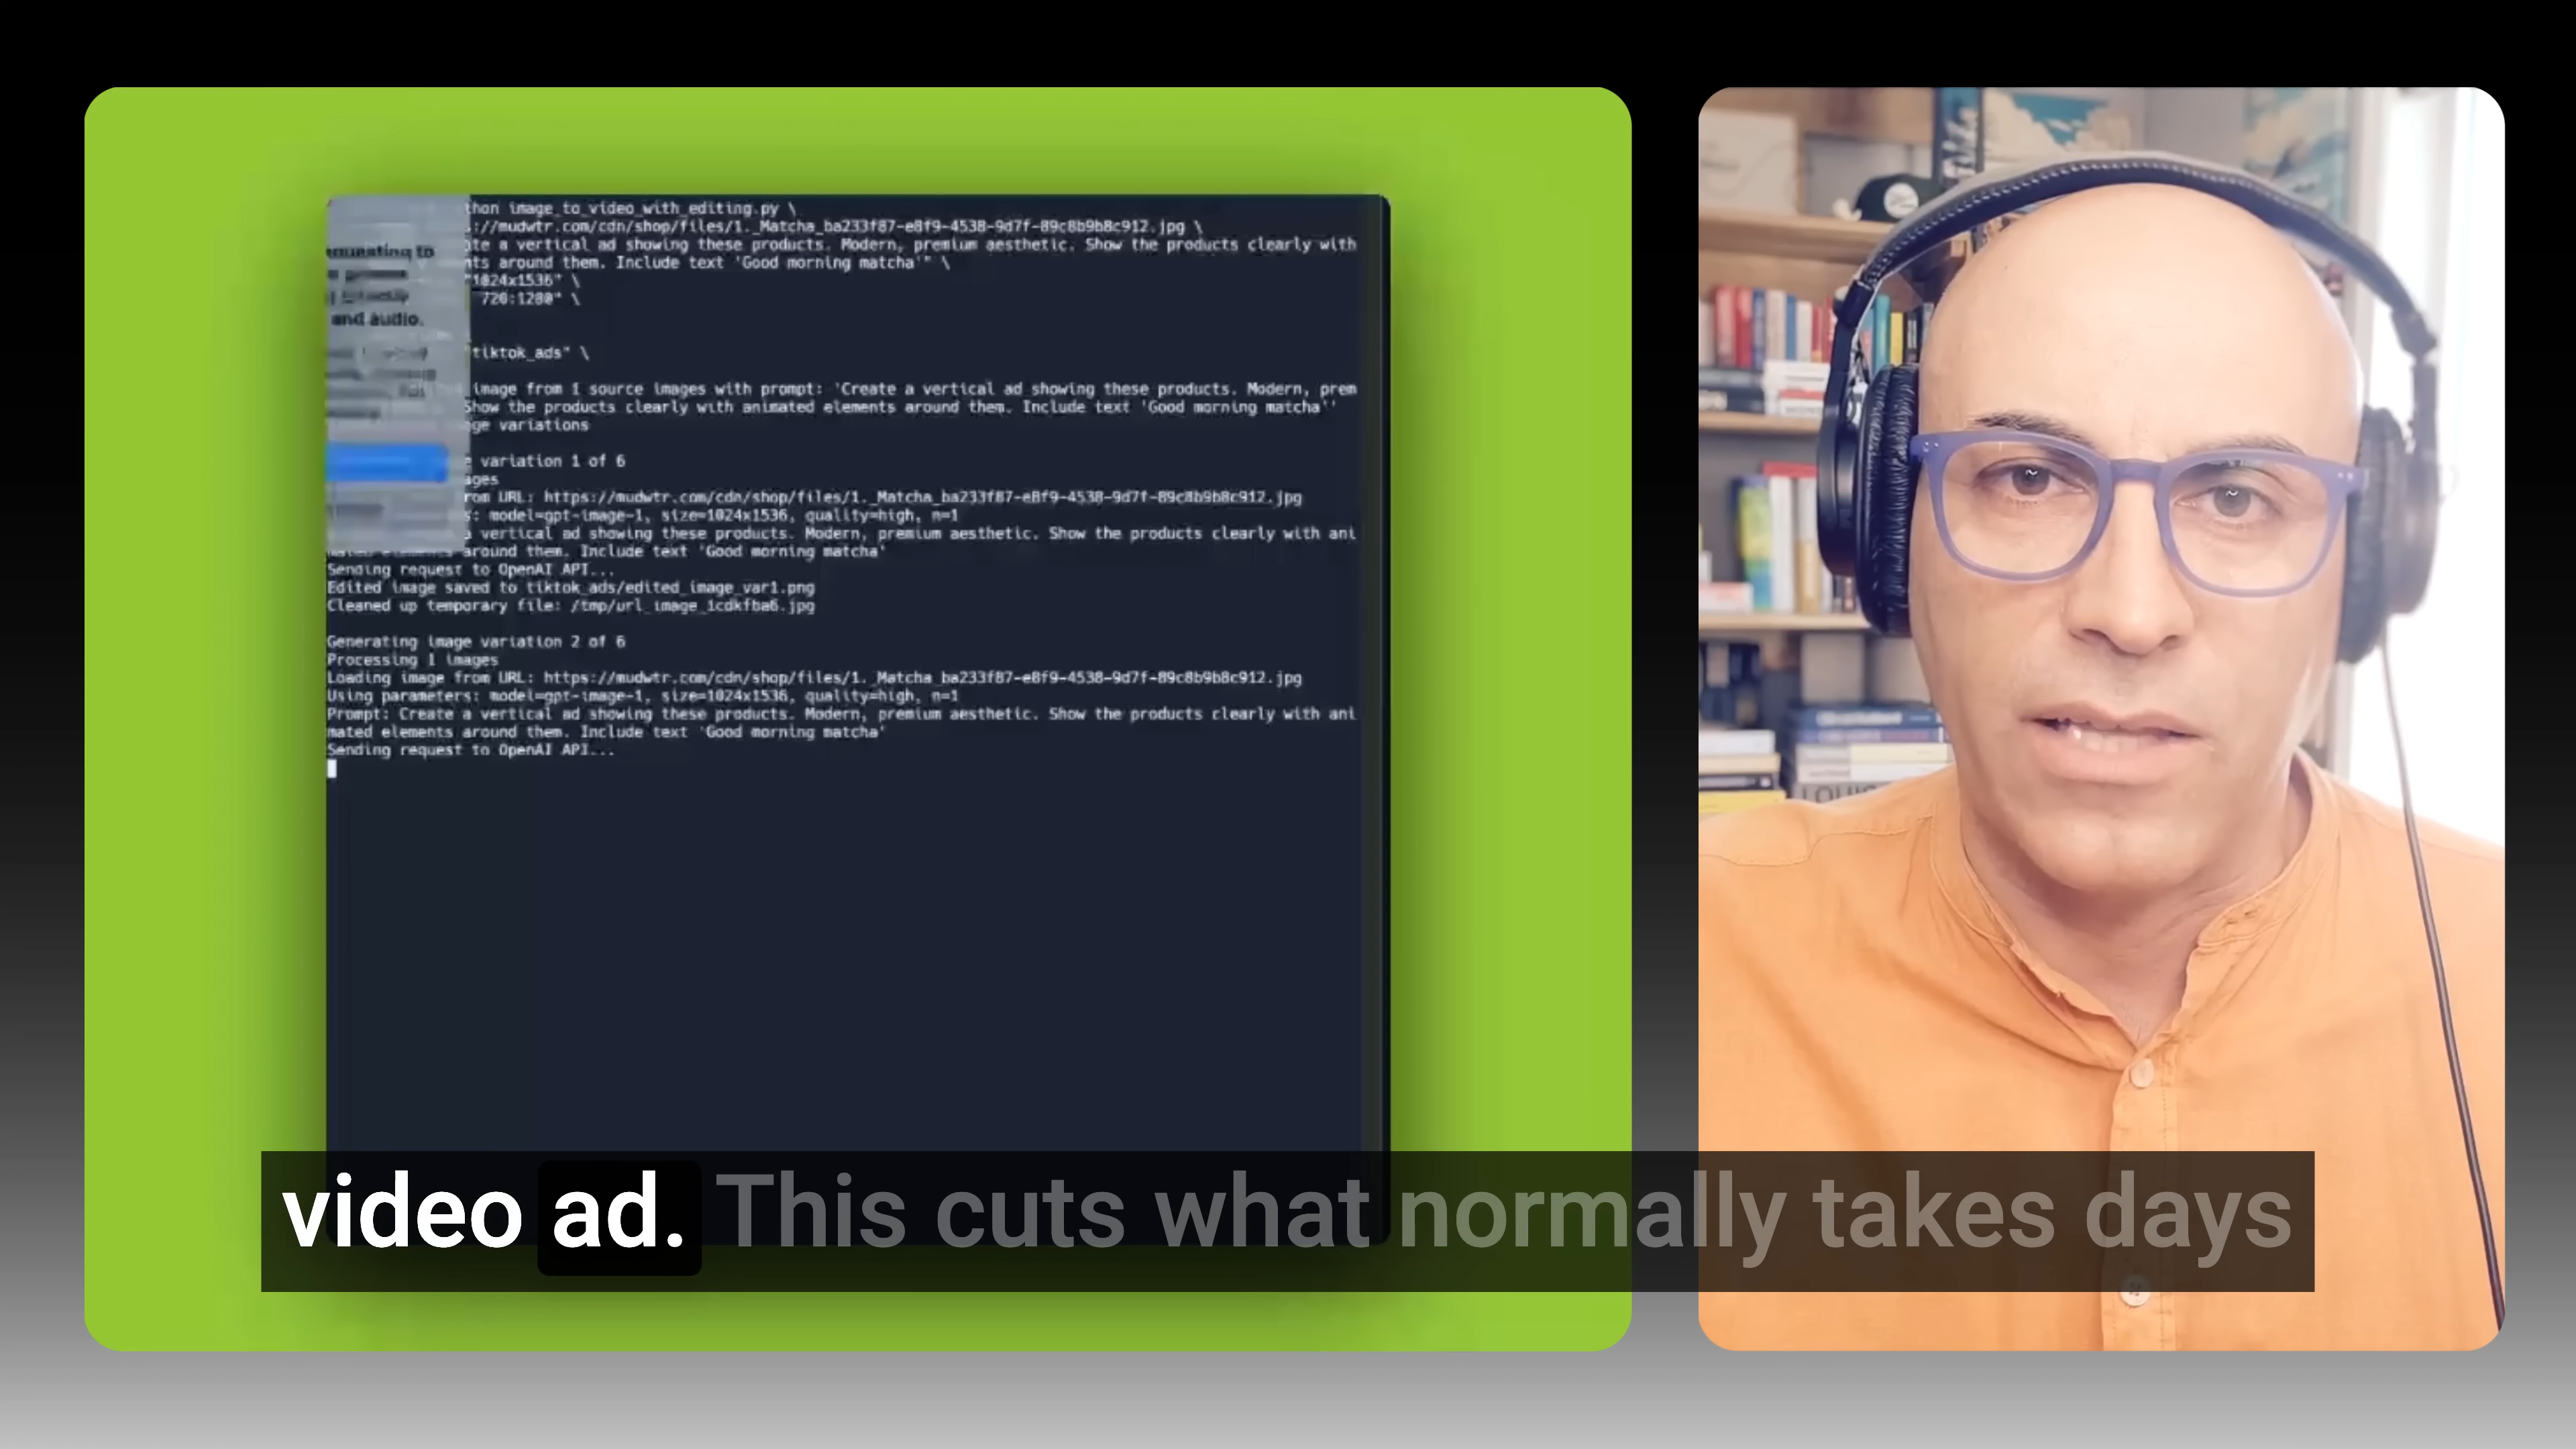 thon image_to_video_with_editing.py \
://mudwtr.com/cdn/shop/files/1._Matcha_ba233f87-e8f9-4538-9d7f-89c8b9b8c912.jpg \
te a vertical ad showing these products. Modern, premium aesthetic. Show the products clearly with
questing to
nts around them. Include text 'Good morning matcha'" \
"1024x1536" \
720:1280" \
and audio.
"tiktok_ads" \
image from 1 source images with prompt: 'Create a vertical ad showing these products. Modern, prem
Show the products clearly with animated elements around them. Include text 'Good morning matcha''
ge variations
variation 1 of 6
ages
rom URL: https://mudwtr.com/cdn/shop/files/1._Matcha_ba233f87-e8f9-4538-9d7f-89c8b9b8c912.jpg
s: model=gpt-image-1, size=1024x1536, quality=high, n=1
a vertical ad showing these products. Modern, premium aesthetic. Show the products clearly with ani
mated elements around them. Include text 'Good morning matcha'
Sending request to OpenAI API...
Edited image saved to tiktok_ads/edited_image_var1.png
Cleaned up temporary file: /tmp/url_image_1cdkfba6.jpg
Generating image variation 2 of 6
Processing 1 images
Loading image from URL: https://mudwtr.com/cdn/shop/files/1._Matcha_ba233f87-e8f9-4538-9d7f-89c8b9b8c912.jpg
Using parameters: model=gpt-image-1, size=1024x1536, quality=high, n=1
Prompt: Create a vertical ad showing these products. Modern, premium aesthetic. Show the products clearly with ani
mated elements around them. Include text 'Good morning matcha'
Sending request to OpenAI API...
video ad. This cuts what normally takes days